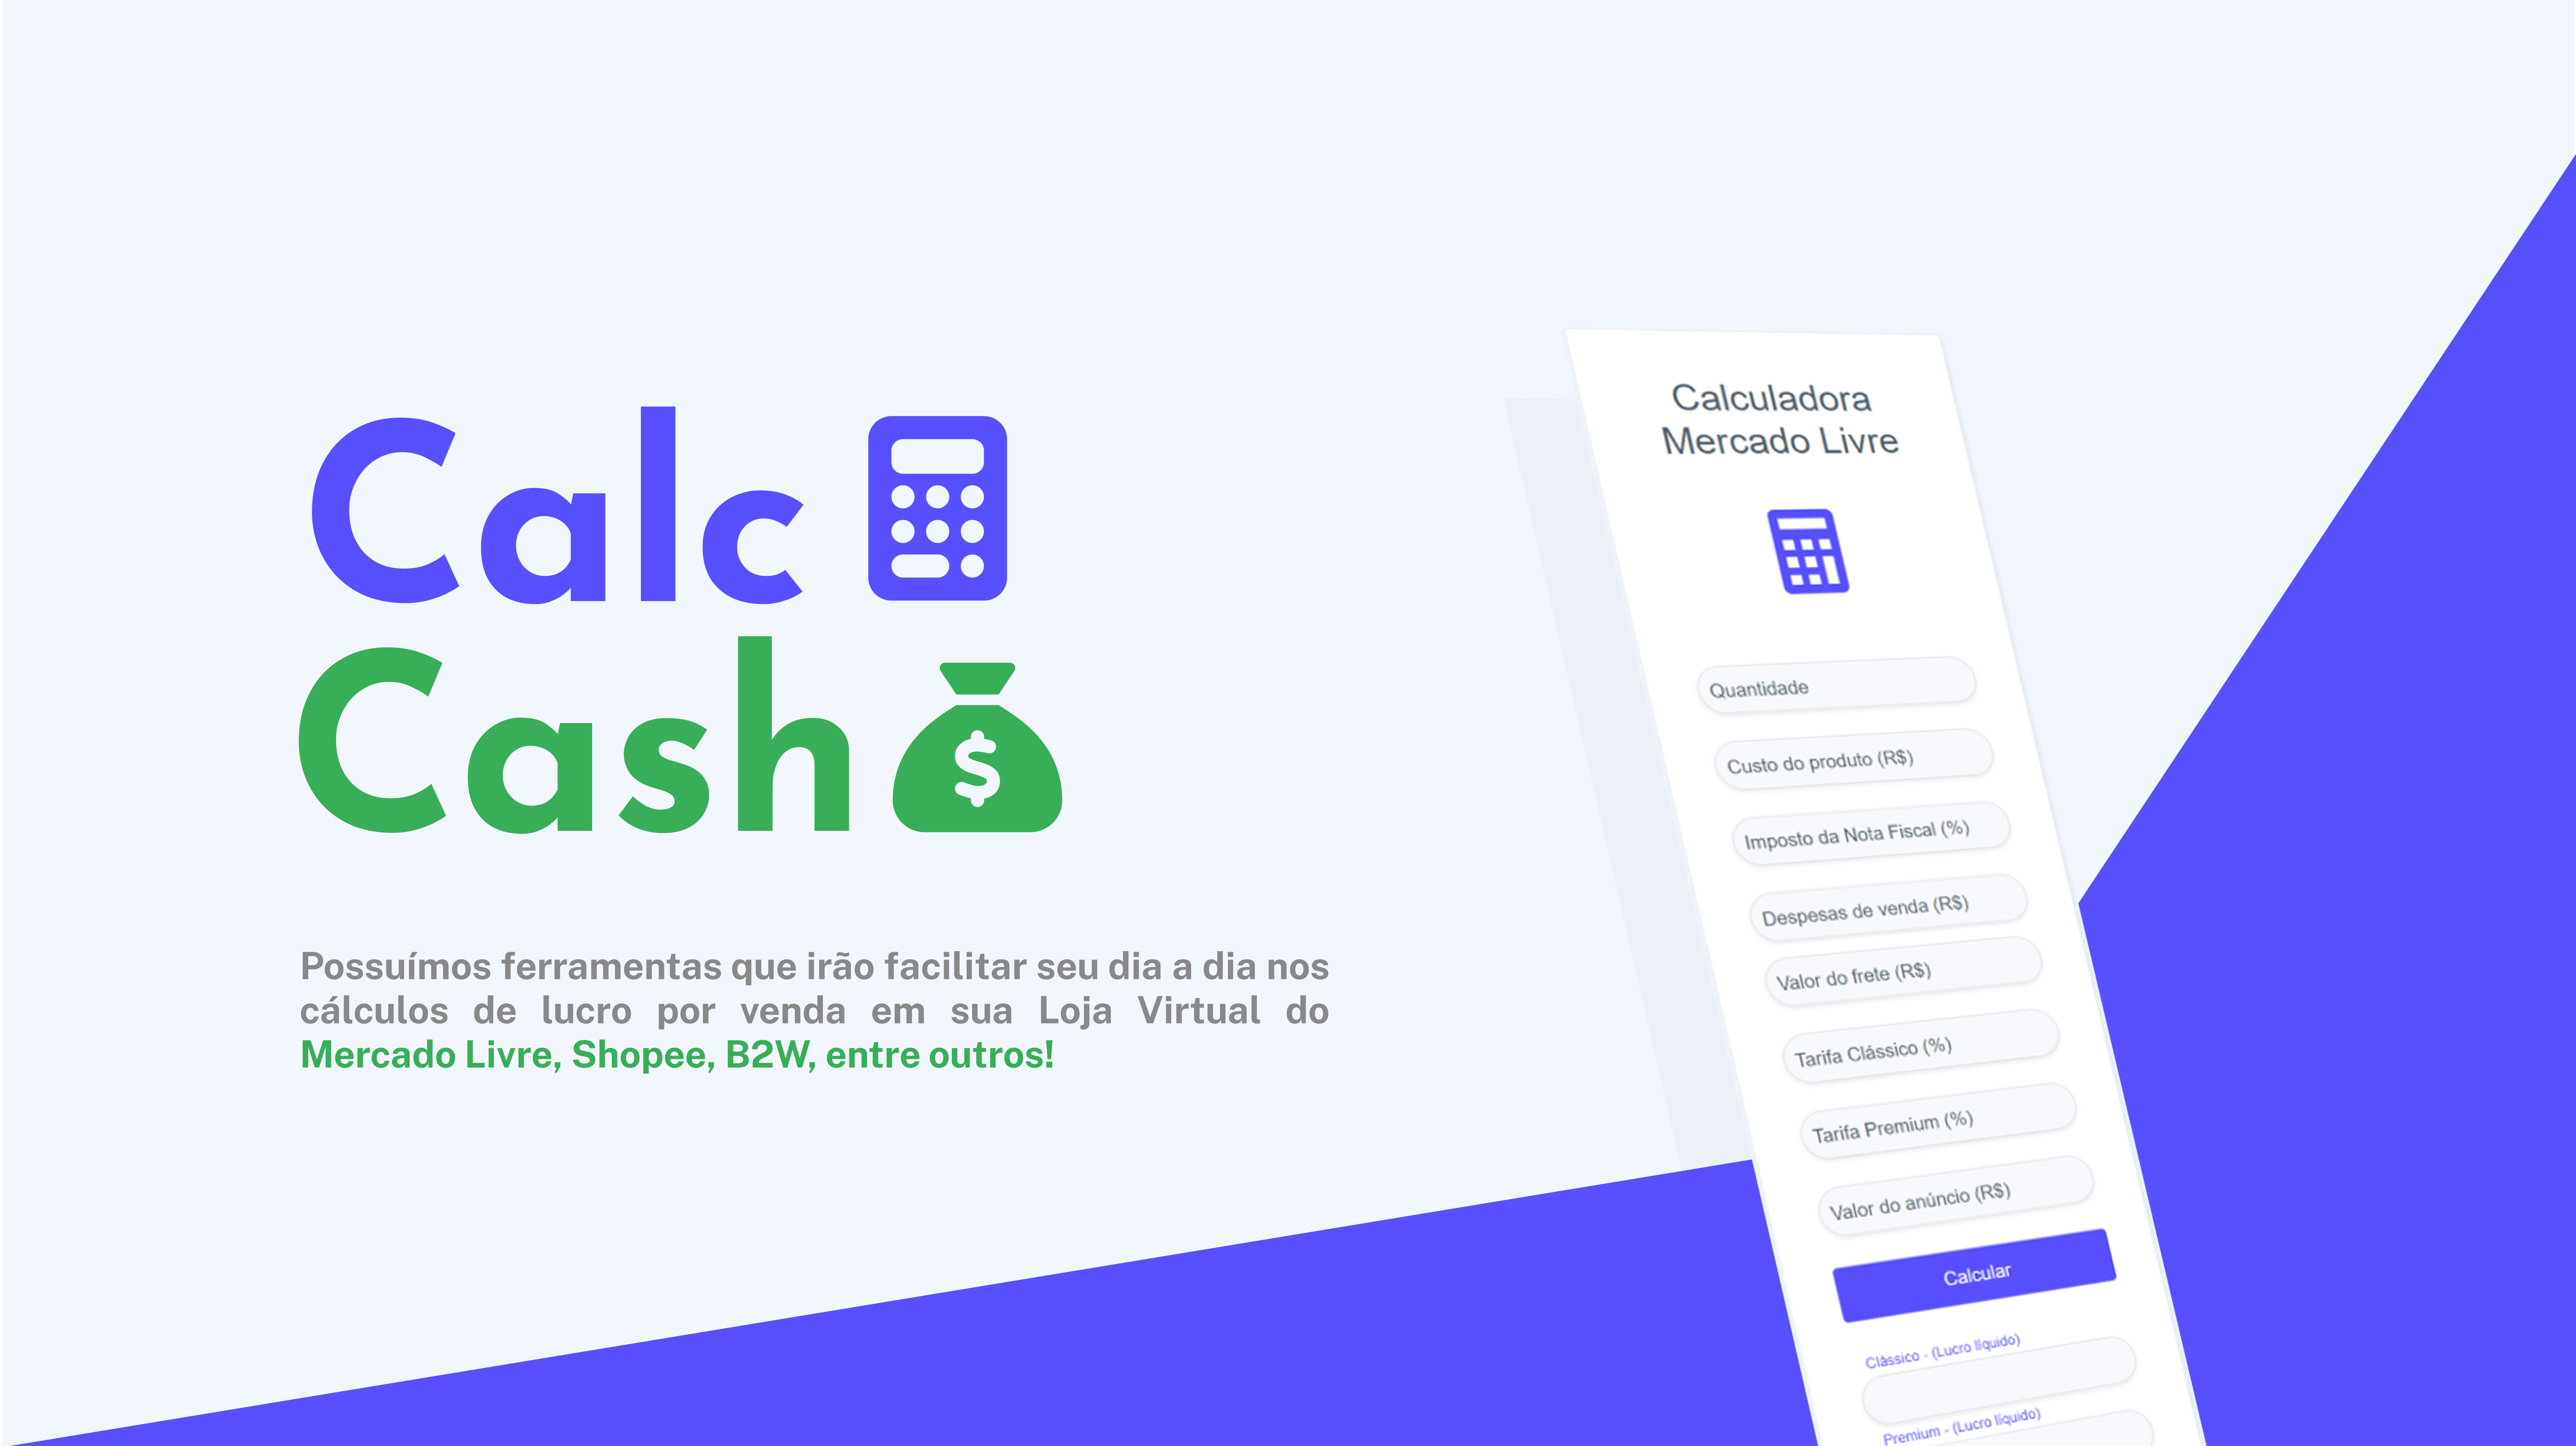 Calc
Cash
Possuímos ferramentas que irão facilitar seu dia a dia nos
cálculos de lucro por venda em sua Loja Virtual do
Mercado Livre, Shopee, B2W, entre outros!
Calculadora
Mercado Livre
Quantidade
Custo do produto (R$)
Imposto da Nota Fiscal (%)
Despesas de venda (R$)
Valor do frete (R$)
Tarifa Clássico (%)
Tarifa Premium (%)
Valor do anúncio (R$)
Calcular
Clássico - (Lucro líquido)
Premium - (Lucro líquido)